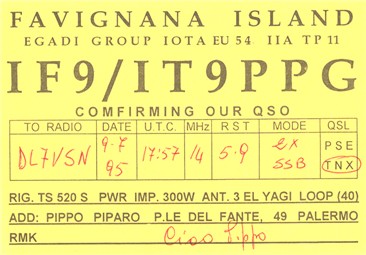 FAVIGNANA ISLAND
EGADI GROUP IOTA EU 54 IIA TP 11
IF9/IT9PPG
COMFIRMING OUR QSO
TO RADIO DATE U.T.C. MHz R S T MODE QSL
DL7VSN 9-7 95 17:57 14 5-9 2x SSB PSE TNX
RIG. TS 520 S PWR IMP. 300W ANT. 3 EL YAGI LOOP (40)
ADD: PIPPO PIPARO P.LE DEL FANTE, 49 PALERMO
RMK Ciao Pippo